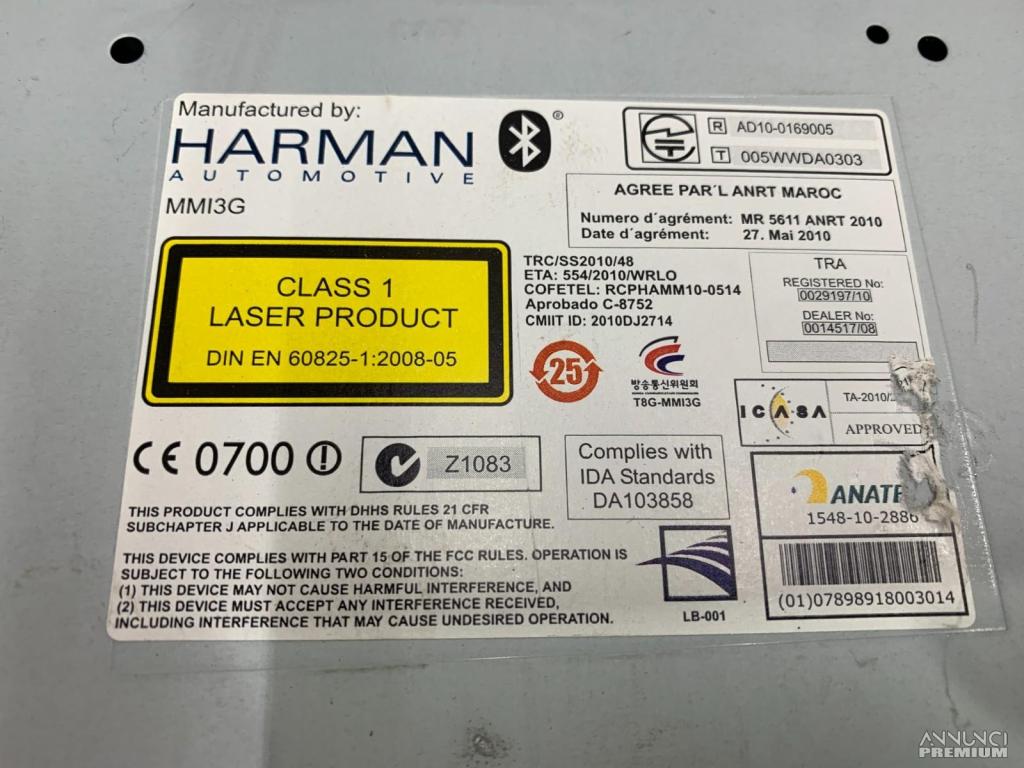 Manufactured by:
HARMAN
AUTOMOTIVE
®
MMI3G
R AD10-0169005
T 005WWDA0303
AGREE PAR´L ANRT MAROC
Numero d´agrément: MR 5611 ANRT 2010
Date d´agrément: 27. Mai 2010
CLASS 1
LASER PRODUCT
DIN EN 60825-1:2008-05
TRC/SS2010/48
ETA: 554/2010/WRLO
COFETEL: RCPHAMM10-0514
Aprobado C-8752
CMIIT ID: 2010DJ2714
TRA
REGISTERED No:
0029197/10
DEALER No:
0014517/08
25
방송통신위원회
KOREA COMMUNICATIONS COMMISSION
T8G-MMI3G
ICASA
TA-2010/
APPROVED
CE 0700
Z1083
Complies with
IDA Standards
DA103858
ANATE
1548-10-2886
(01)07898918003014
THIS PRODUCT COMPLIES WITH DHHS RULES 21 CFR
SUBCHAPTER J APPLICABLE TO THE DATE OF MANUFACTURE.
THIS DEVICE COMPLIES WITH PART 15 OF THE FCC RULES. OPERATION IS
SUBJECT TO THE FOLLOWING TWO CONDITIONS:
(1) THIS DEVICE MAY NOT CAUSE HARMFUL INTERFERENCE, AND
(2) THIS DEVICE MUST ACCEPT ANY INTERFERENCE RECEIVED,
INCLUDING INTERFERENCE THAT MAY CAUSE UNDESIRED OPERATION.
LB-001
ANNUNCI
PREMIUM